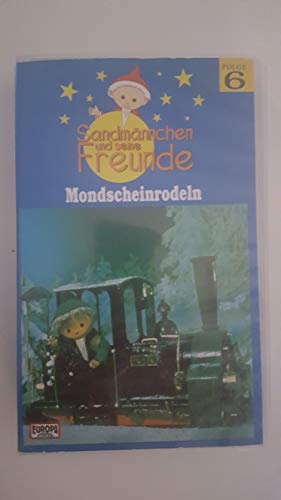 FOLGE
6
Sandmännchen
und seine
Freunde
Mondscheinrodeln
EUROPA